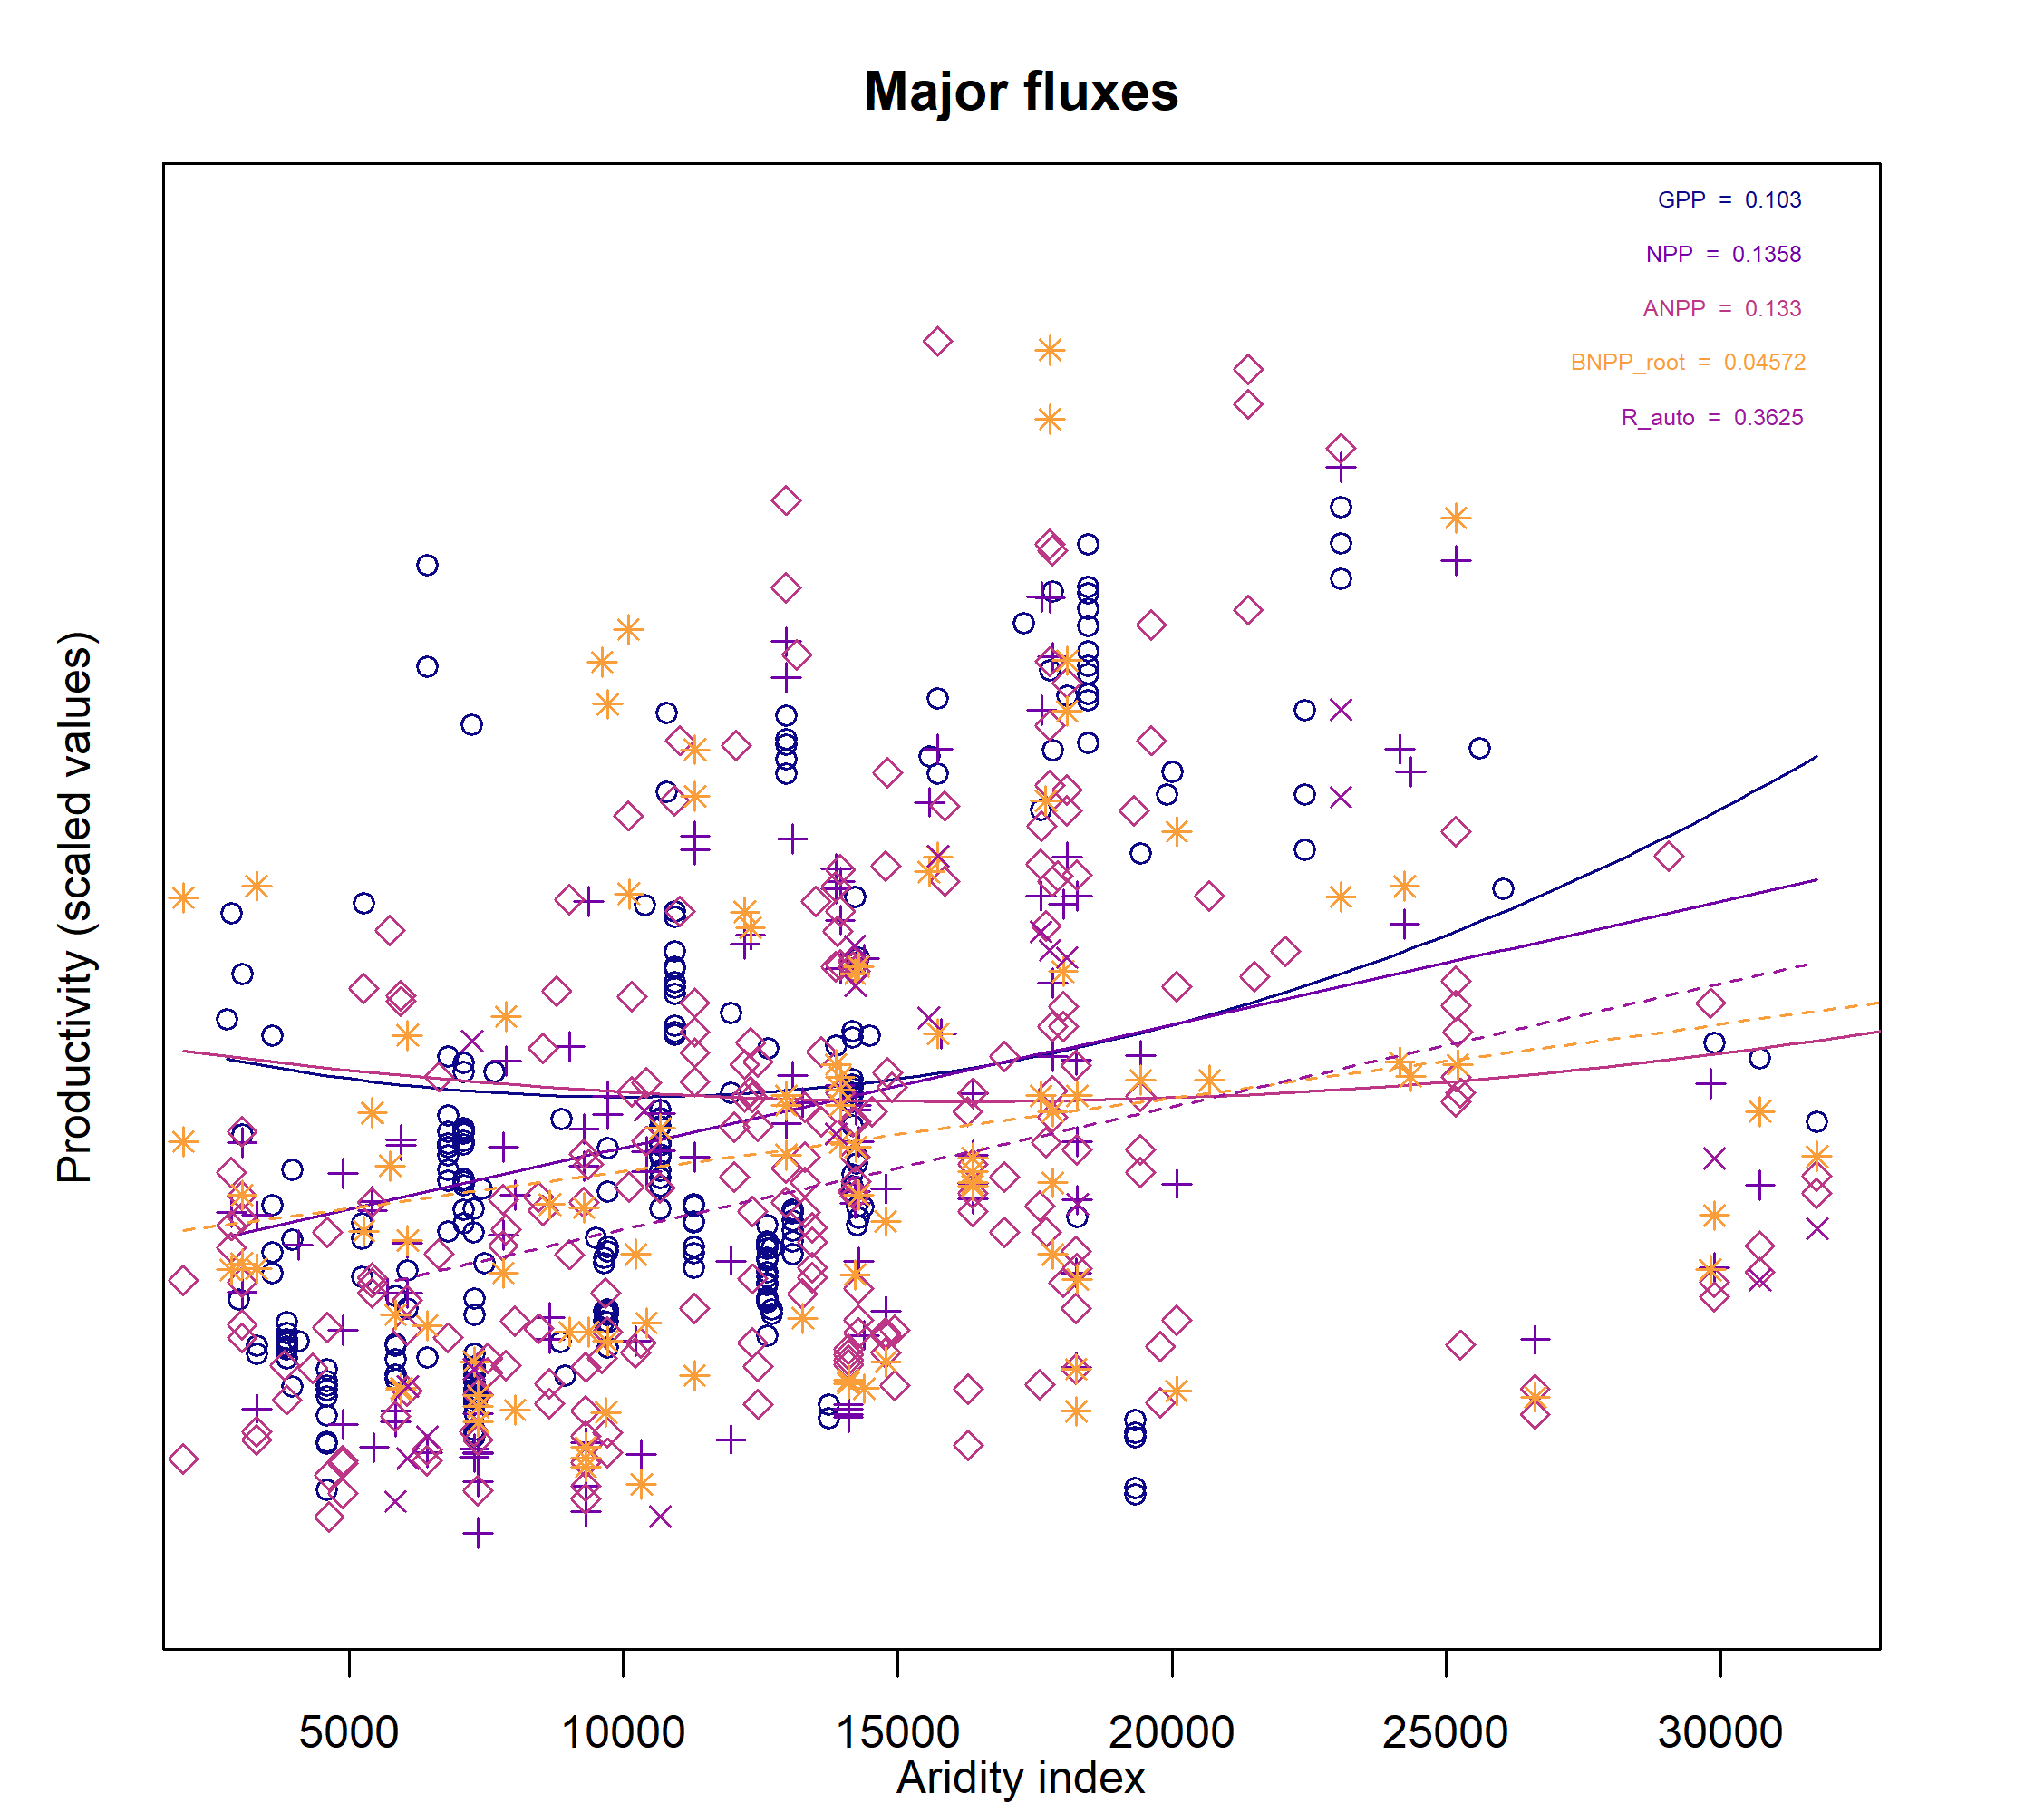 Major fluxes
GPP = 0.103
NPP = 0.1358
ANPP = 0.133
BNPP_root = 0.04572
R_auto = 0.3625
Productivity (scaled values)
5000 10000 15000 20000 25000 30000
Aridity index